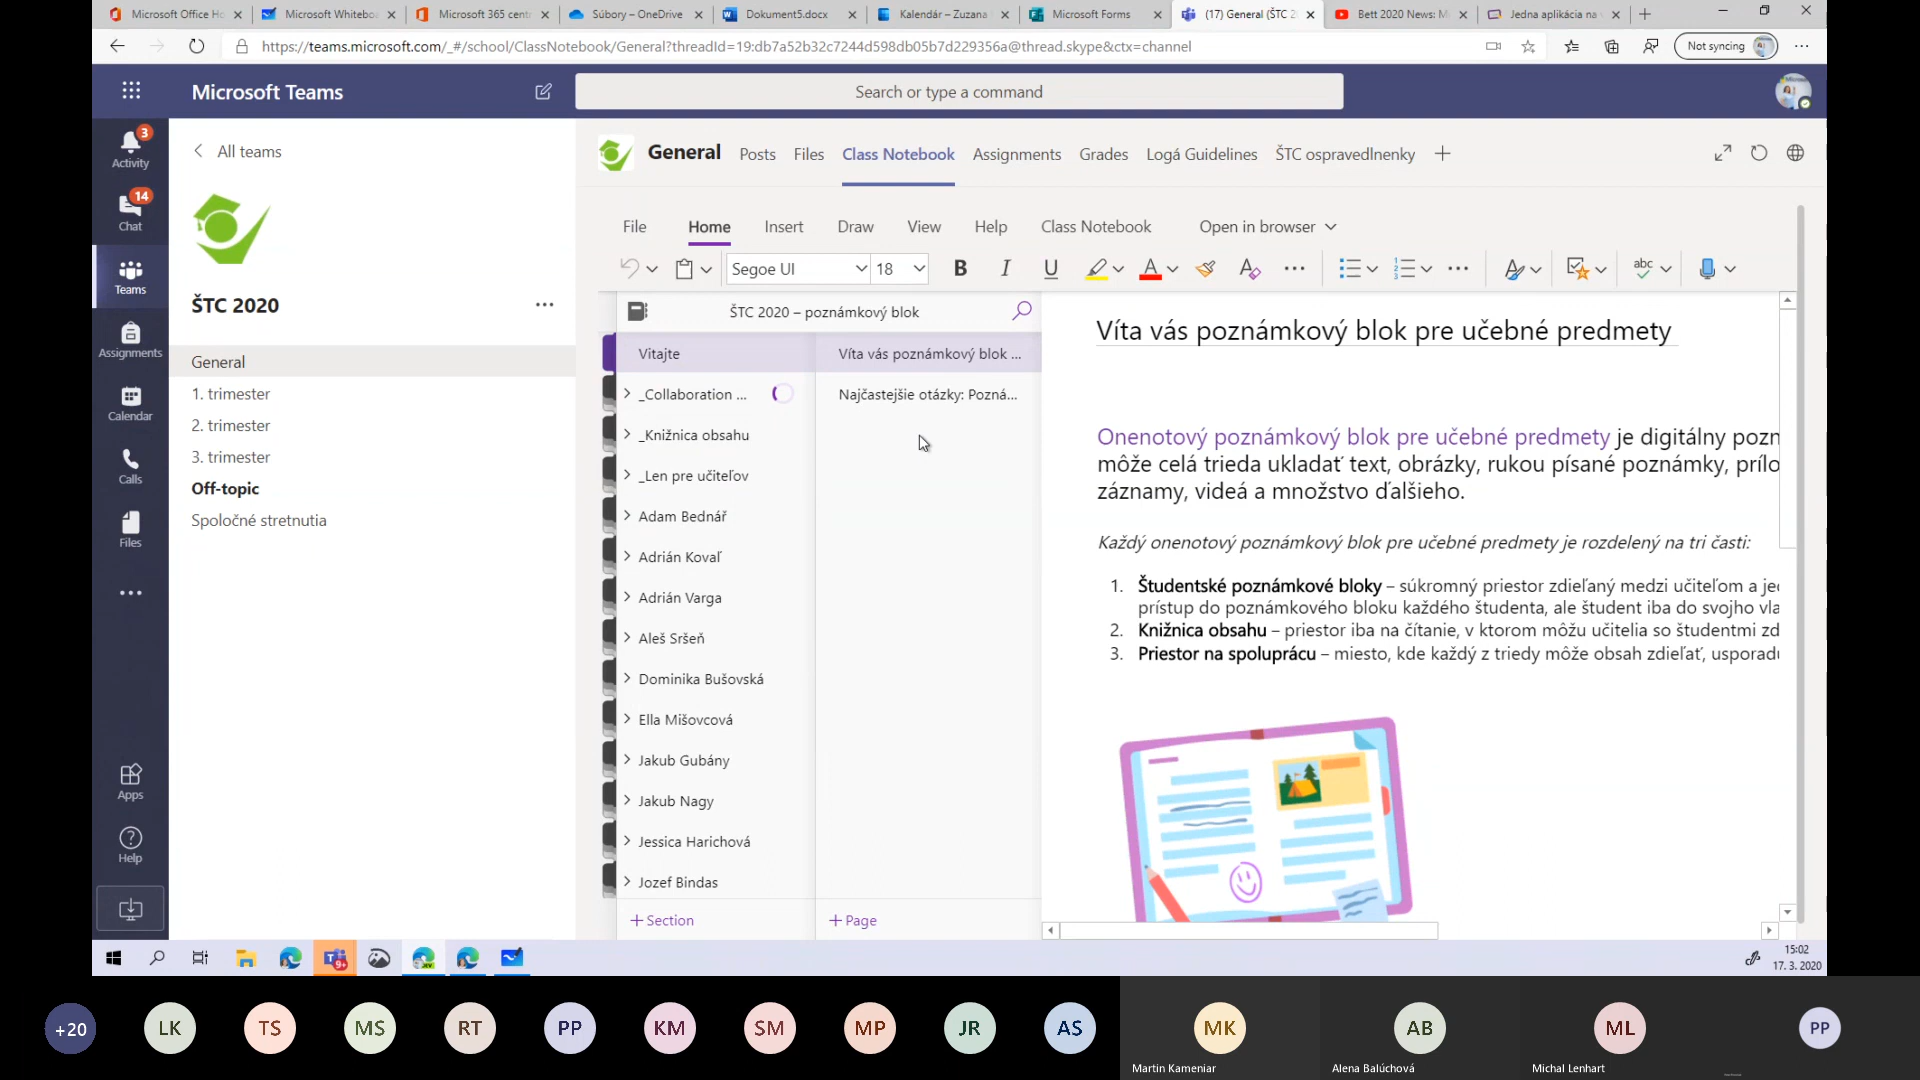 Microsoft Office Ho
Microsoft Whitebo
Microsoft 365 cent
Súbory – OneDrive
Dokument5.docx
Kalendár – Zuzana
Microsoft Forms
(17) General (ŠTC 2
Bett 2020 News: M
Jedna aplikácia na
https://teams.microsoft.com/_#/school/ClassNotebook/General?threadId=19:db7a52b32c7244d598db05b7d229356a@thread.skype&ctx=channel
Not syncing
Microsoft Teams
Search or type a command
3
Activity
14
Chat
Teams
Assignments
Calendar
Calls
Files
Apps
Help
All teams
ŠTC 2020
General
1. trimester
2. trimester
3. trimester
Off-topic
Spoločné stretnutia
General
Posts
Files
Class Notebook
Assignments
Grades
Logá Guidelines
ŠTC ospravedlnenky
File
Home
Insert
Draw
View
Help
Class Notebook
Open in browser
Segoe UI
18
B
I
U
A
A
abc
ŠTC 2020 – poznámkový blok
Vitajte
_Collaboration ...
_Knižnica obsahu
_Len pre učiteľov
Adam Bednář
Adrián Kovaľ
Adrián Varga
Aleš Sršeň
Dominika Bušovská
Ella Mišovcová
Jakub Gubány
Jakub Nagy
Jessica Harichová
Jozef Bindas
+ Section
Víta vás poznámkový blok ...
Najčastejšie otázky: Pozná...
+ Page
Víta vás poznámkový blok pre učebné predmety
Onenotový poznámkový blok pre učebné predmety je digitálny pozn
môže celá trieda ukladať text, obrázky, rukou písané poznámky, prílo
záznamy, videá a množstvo ďalšieho.
Každý onenotový poznámkový blok pre učebné predmety je rozdelený na tri časti:
1. Študentské poznámkové bloky – súkromný priestor zdieľaný medzi učiteľom a jed
prístup do poznámkového bloku každého študenta, ale študent iba do svojho vla
2. Knižnica obsahu – priestor iba na čítanie, v ktorom môžu učitelia so študentmi zd
3. Priestor na spoluprácu – miesto, kde každý z triedy môže obsah zdieľať, usporadú
9+
15:02
17. 3. 2020
+20
LK
TS
MS
RT
PP
KM
SM
MP
JR
AS
MK
Martin Kameniar
AB
Alena Balúchová
ML
Michal Lenhart
PP